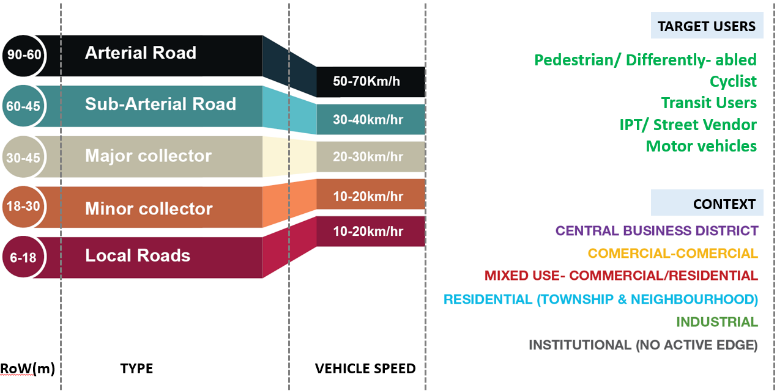 90-60 Arterial Road 50-70Km/h
60-45 Sub-Arterial Road 30-40km/hr
30-45 Major collector 20-30km/hr
18-30 Minor collector 10-20km/hr
6-18 Local Roads 10-20km/hr
RoW(m) TYPE VEHICLE SPEED
TARGET USERS
Pedestrian/ Differently- abled
Cyclist
Transit Users
IPT/ Street Vendor
Motor vehicles
CONTEXT
CENTRAL BUSINESS DISTRICT
COMERCIAL-COMERCIAL
MIXED USE- COMMERCIAL/RESIDENTIAL
RESIDENTIAL (TOWNSHIP & NEIGHBOURHOOD)
INDUSTRIAL
INSTITUTIONAL (NO ACTIVE EDGE)